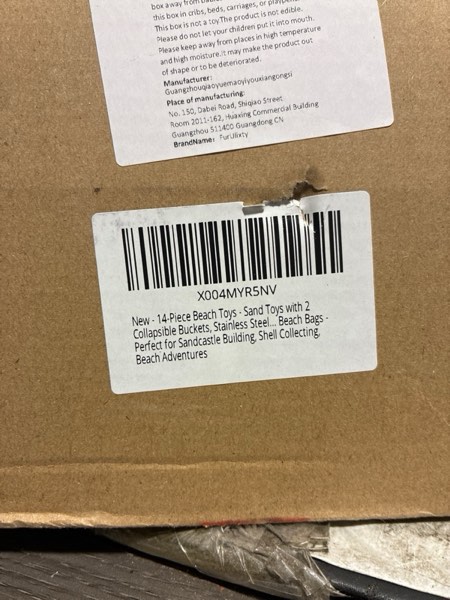 box away from
this box in cribs, beds, carriages, or
This box is not a toy The product is not edible.
Please do not let your children put it into mouth.
Please keep away from places in high temperature
and high moisture.It may make the product out
of shape or to be deteriorated.
Manufacturer:
Guangzhouqiaoyuemaoyiyouxiangongsi
Place of manufacturing:
No. 150, Dabei Road, Shiqiao Street
Room 2011-162, Huaxing Commercial Building
Guangzhou 511400 Guangdong CN
BrandName: PurUlixty
X004MYR5NV
New - 14-Piece Beach Toys - Sand Toys with 2
Collapsible Buckets, Stainless Steel... Beach Bags -
Perfect for Sandcastle Building, Shell Collecting,
Beach Adventures